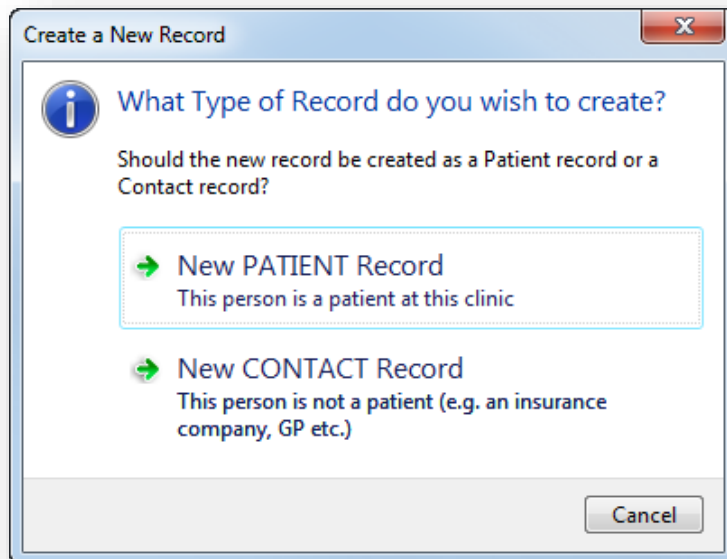 Create a New Record
What Type of Record do you wish to create?
Should the new record be created as a Patient record or a
Contact record?
New PATIENT Record
This person is a patient at this clinic
New CONTACT Record
This person is not a patient (e.g. an insurance
company, GP etc.)
Cancel